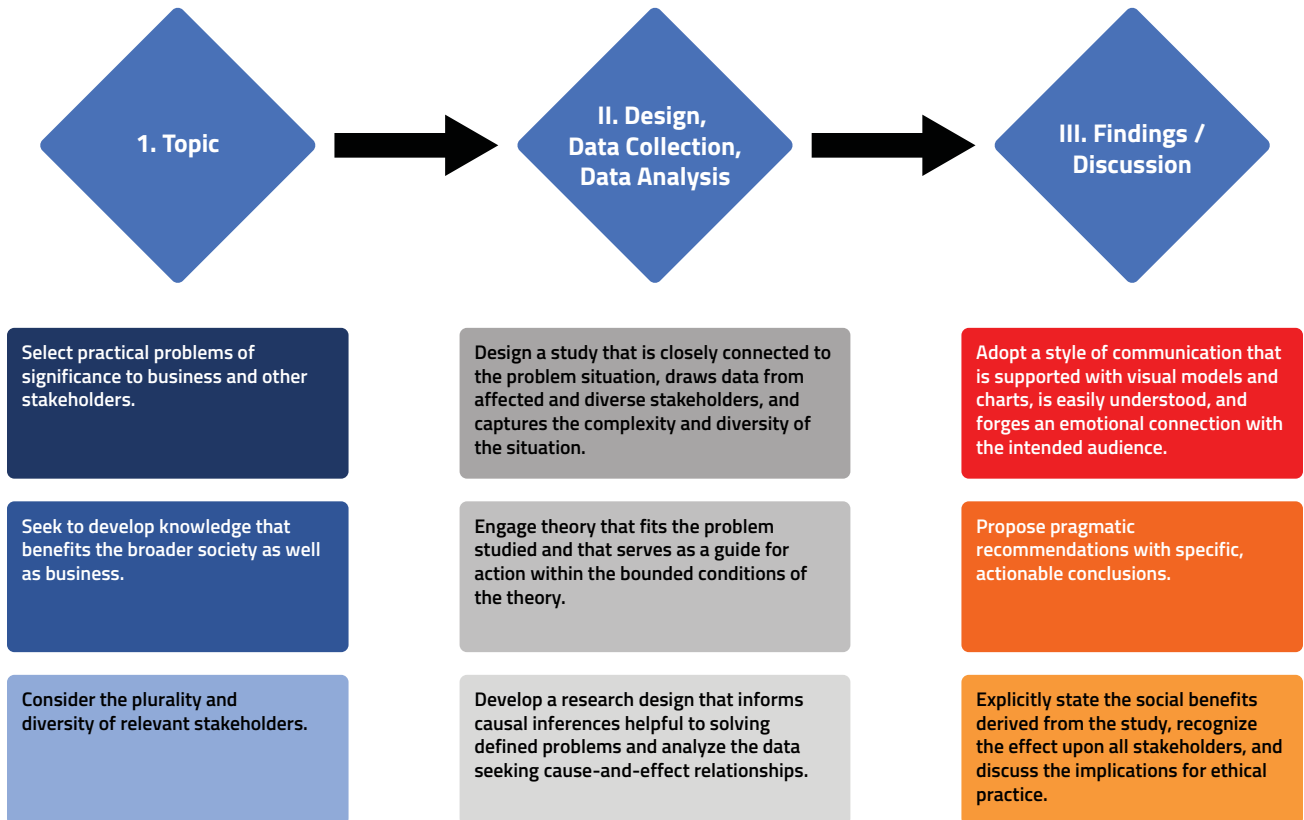 1. Topic
II. Design,
Data Collection,
Data Analysis
III. Findings /
Discussion
Select practical problems of
significance to business and other
stakeholders.
Seek to develop knowledge that
benefits the broader society as well
as business.
Consider the plurality and
diversity of relevant stakeholders.
Design a study that is closely connected to
the problem situation, draws data from
affected and diverse stakeholders, and
captures the complexity and diversity of
the situation.
Engage theory that fits the problem
studied and that serves as a guide for
action within the bounded conditions of
the theory.
Develop a research design that informs
causal inferences helpful to solving
defined problems and analyze the data
seeking cause-and-effect relationships.
Adopt a style of communication that
is supported with visual models and
charts, is easily understood, and
forges an emotional connection with
the intended audience.
Propose pragmatic
recommendations with specific,
actionable conclusions.
Explicitly state the social benefits
derived from the study, recognize
the effect upon all stakeholders, and
discuss the implications for ethical
practice.